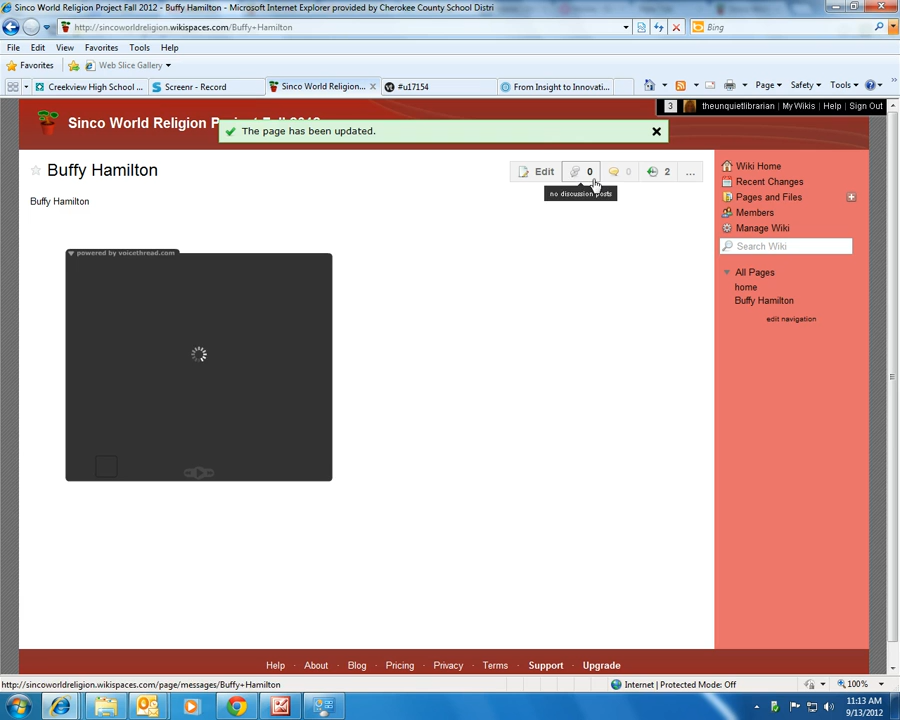 Sinco World Religion Project Fall 2012 - Buffy Hamilton - Microsoft Internet Explorer provided by Cherokee County School Distri
http://sincoworldreligion.wikispaces.com/Buffy+Hamilton
Bing
File Edit View Favorites Tools Help
Favorites Web Slice Gallery
Creekview High School ... Screenr - Record Sinco World Religion... #u17154 From Insight to Innovati...
Page Safety Tools
3 theunquietlibrarian My Wikis Help Sign Out
Sinco World Religion
The page has been updated.
Buffy Hamilton
Edit 0 0 2 ...
no discussion posts
Buffy Hamilton
powered by voicethread.com
Wiki Home
Recent Changes
Pages and Files
Members
Manage Wiki
Search Wiki
All Pages
home
Buffy Hamilton
edit navigation
Help · About · Blog · Pricing · Privacy · Terms · Support · Upgrade
http://sincoworldreligion.wikispaces.com/page/messages/Buffy+Hamilton
Internet | Protected Mode: Off
100%
11:13 AM
9/13/2012